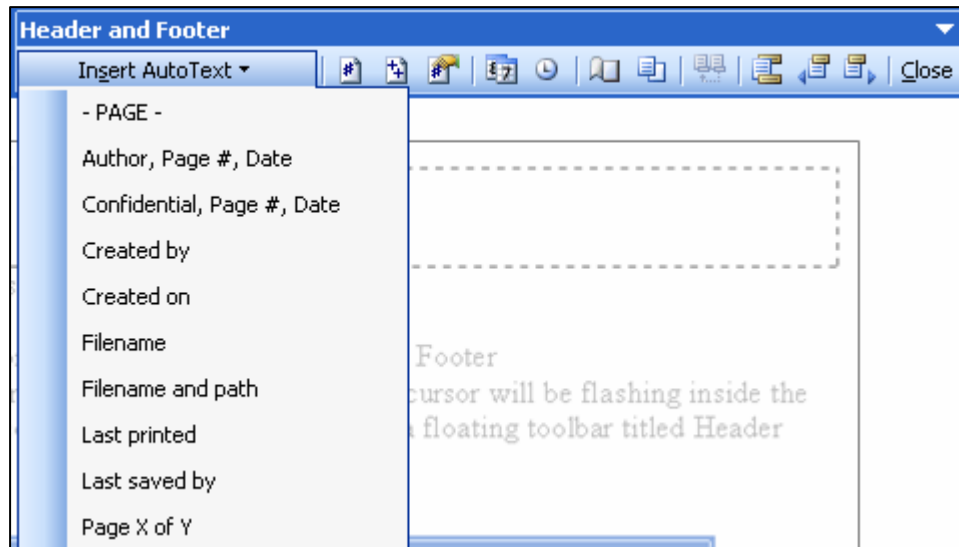 Header and Footer
Insert AutoText
Close
- PAGE -
Author, Page #, Date
Confidential, Page #, Date
Created by
Created on
Filename
Filename and path
Last printed
Last saved by
Page X of Y
Footer
cursor will be flashing inside the
floating toolbar titled Header